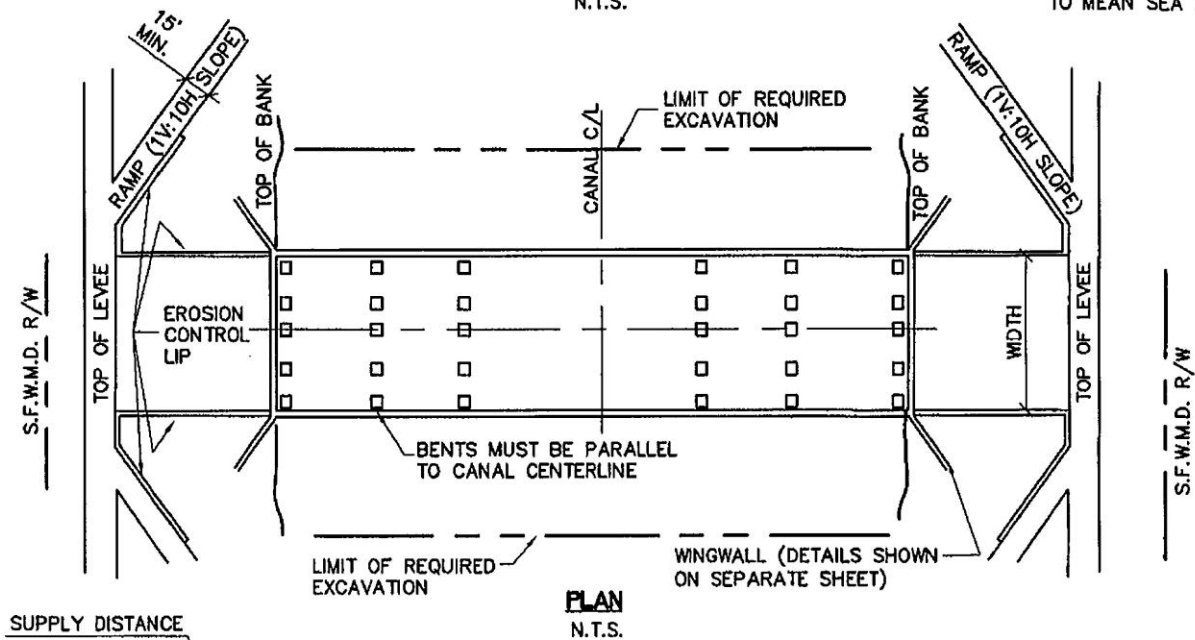 N.T.S.
TO MEAN SEA
15'
MIN.
RAMP (1V:10H SLOPE)
TOP OF BANK
LIMIT OF REQUIRED
EXCAVATION
CANAL C/L
TOP OF BANK
RAMP (1V:10H SLOPE)
S.F.W.M.D. R/W
TOP OF LEVEE
EROSION
CONTROL
LIP
WIDTH
TOP OF LEVEE
S.F.W.M.D. R/W
BENTS MUST BE PARALLEL
TO CANAL CENTERLINE
LIMIT OF REQUIRED
EXCAVATION
WINGWALL (DETAILS SHOWN
ON SEPARATE SHEET)
PLAN
N.T.S.
SUPPLY DISTANCE